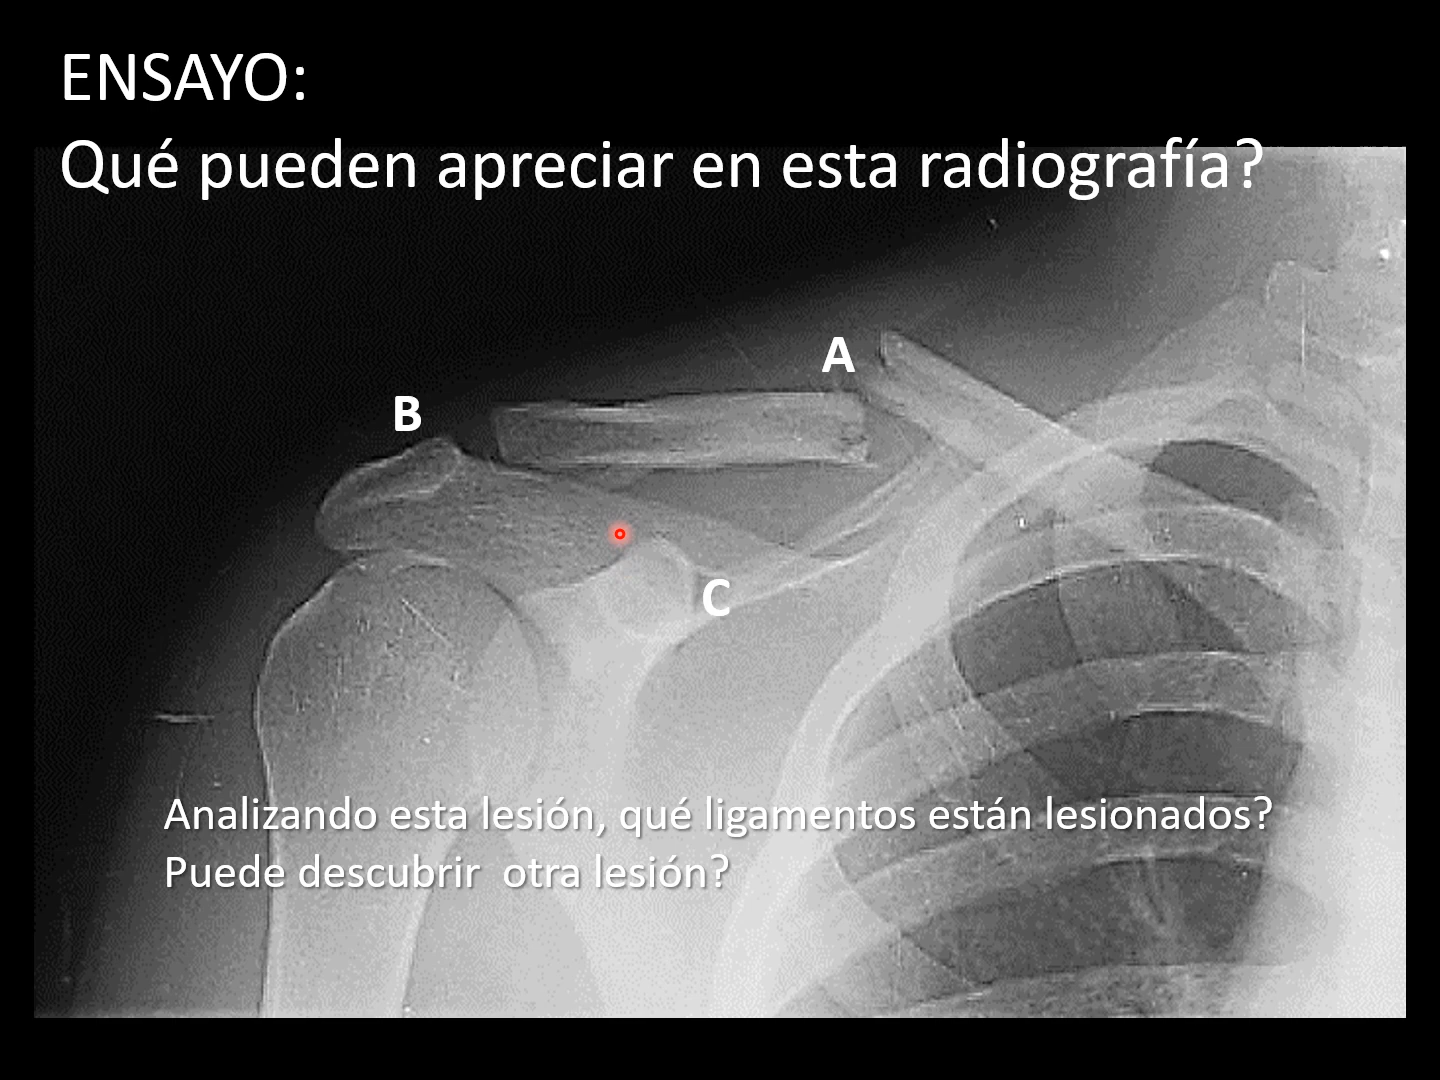 ENSAYO:
Qué pueden apreciar en esta radiografía?
A
B
C
Analizando esta lesión, qué ligamentos están lesionados?
Puede descubrir  otra lesión?